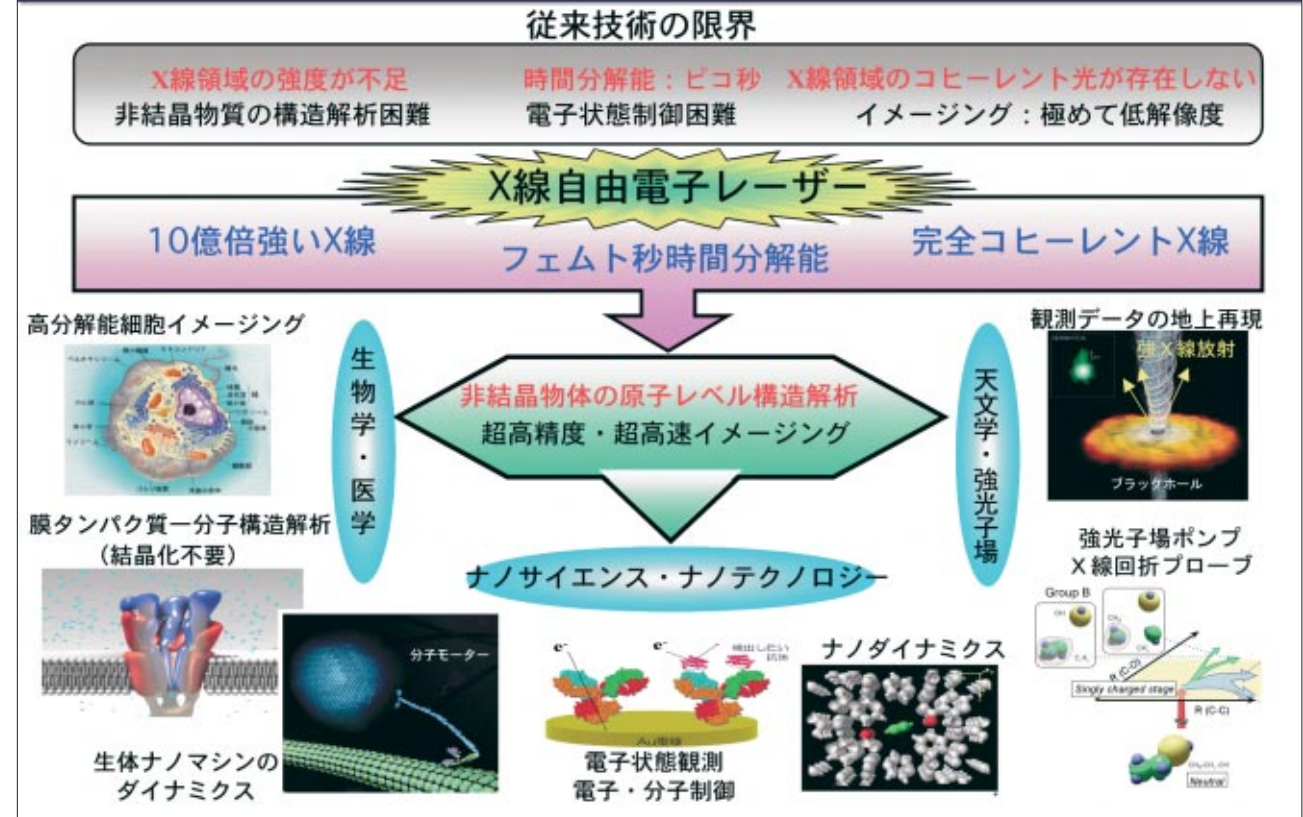 従来技術の限界
X線領域の強度が不足
非結晶物質の構造解析困難
時間分解能：ピコ秒
電子状態制御困難
X線領域のコヒーレント光が存在しない
イメージング：極めて低解像度
X線自由電子レーザー
10億倍強いX線
フェムト秒時間分解能
完全コヒーレントX線
高分解能細胞イメージング
生物学・医学
非結晶物体の原子レベル構造解析
超高精度・超高速イメージング
天文学・強光子場
観測データの地上再現
強X線放射
ブラックホール
膜タンパク質一分子構造解析
（結晶化不要）
ナノサイエンス・ナノテクノロジー
強光子場ポンプ
X線回折プローブ
Group B
分子モーター
生体ナノマシンの
ダイナミクス
e⁻
e⁻
検出したい
Au
電子状態観測
電子・分子制御
ナノダイナミクス
R (C-O)
Singly charged stage
R (C-C)
Neutral